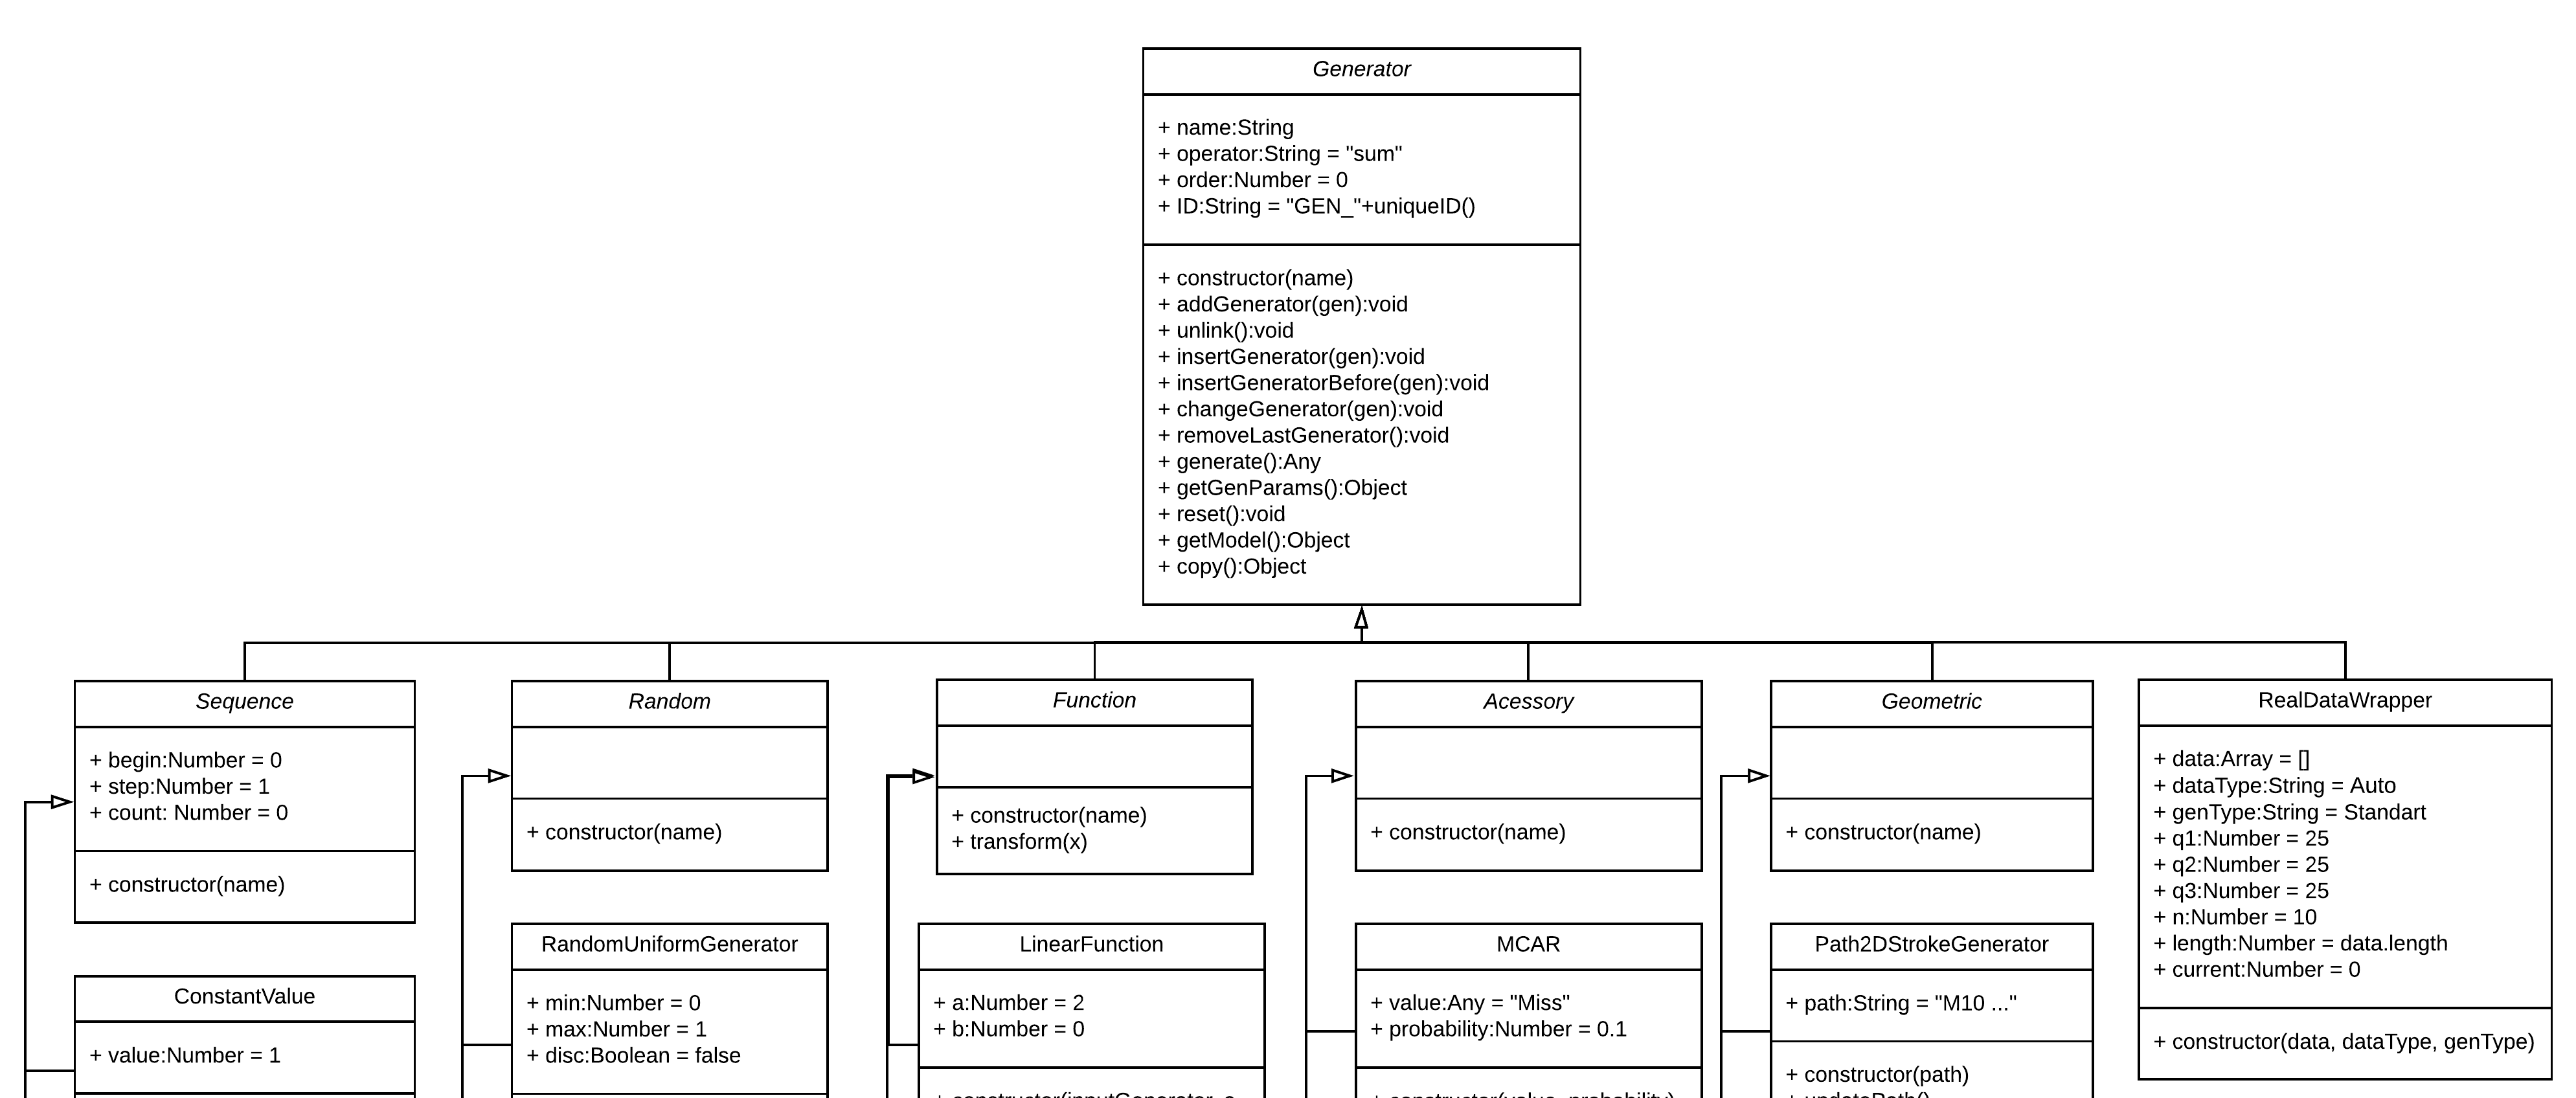 Generator
+ name:String
+ operator:String = "sum"
+ order:Number = 0
+ ID:String = "GEN_"+uniqueID()
+ constructor(name)
+ addGenerator(gen):void
+ unlink():void
+ insertGenerator(gen):void
+ insertGeneratorBefore(gen):void
+ changeGenerator(gen):void
+ removeLastGenerator():void
+ generate():Any
+ getGenParams():Object
+ reset():void
+ getModel():Object
+ copy():Object
Sequence
+ begin:Number = 0
+ step:Number = 1
+ count: Number = 0
+ constructor(name)
ConstantValue
+ value:Number = 1
Random
+ constructor(name)
RandomUniformGenerator
+ min:Number = 0
+ max:Number = 1
+ disc:Boolean = false
Function
+ constructor(name)
+ transform(x)
LinearFunction
+ a:Number = 2
+ b:Number = 0
Acessory
+ constructor(name)
MCAR
+ value:Any = "Miss"
+ probability:Number = 0.1
+ constructor(value, probability)
Geometric
+ constructor(name)
Path2DStrokeGenerator
+ path:String = "M10 ..."
+ constructor(path)
+ updatePath()
RealDataWrapper
+ data:Array = []
+ dataType:String = Auto
+ genType:String = Standart
+ q1:Number = 25
+ q2:Number = 25
+ q3:Number = 25
+ n:Number = 10
+ length:Number = data.length
+ current:Number = 0
+ constructor(data, dataType, genType)